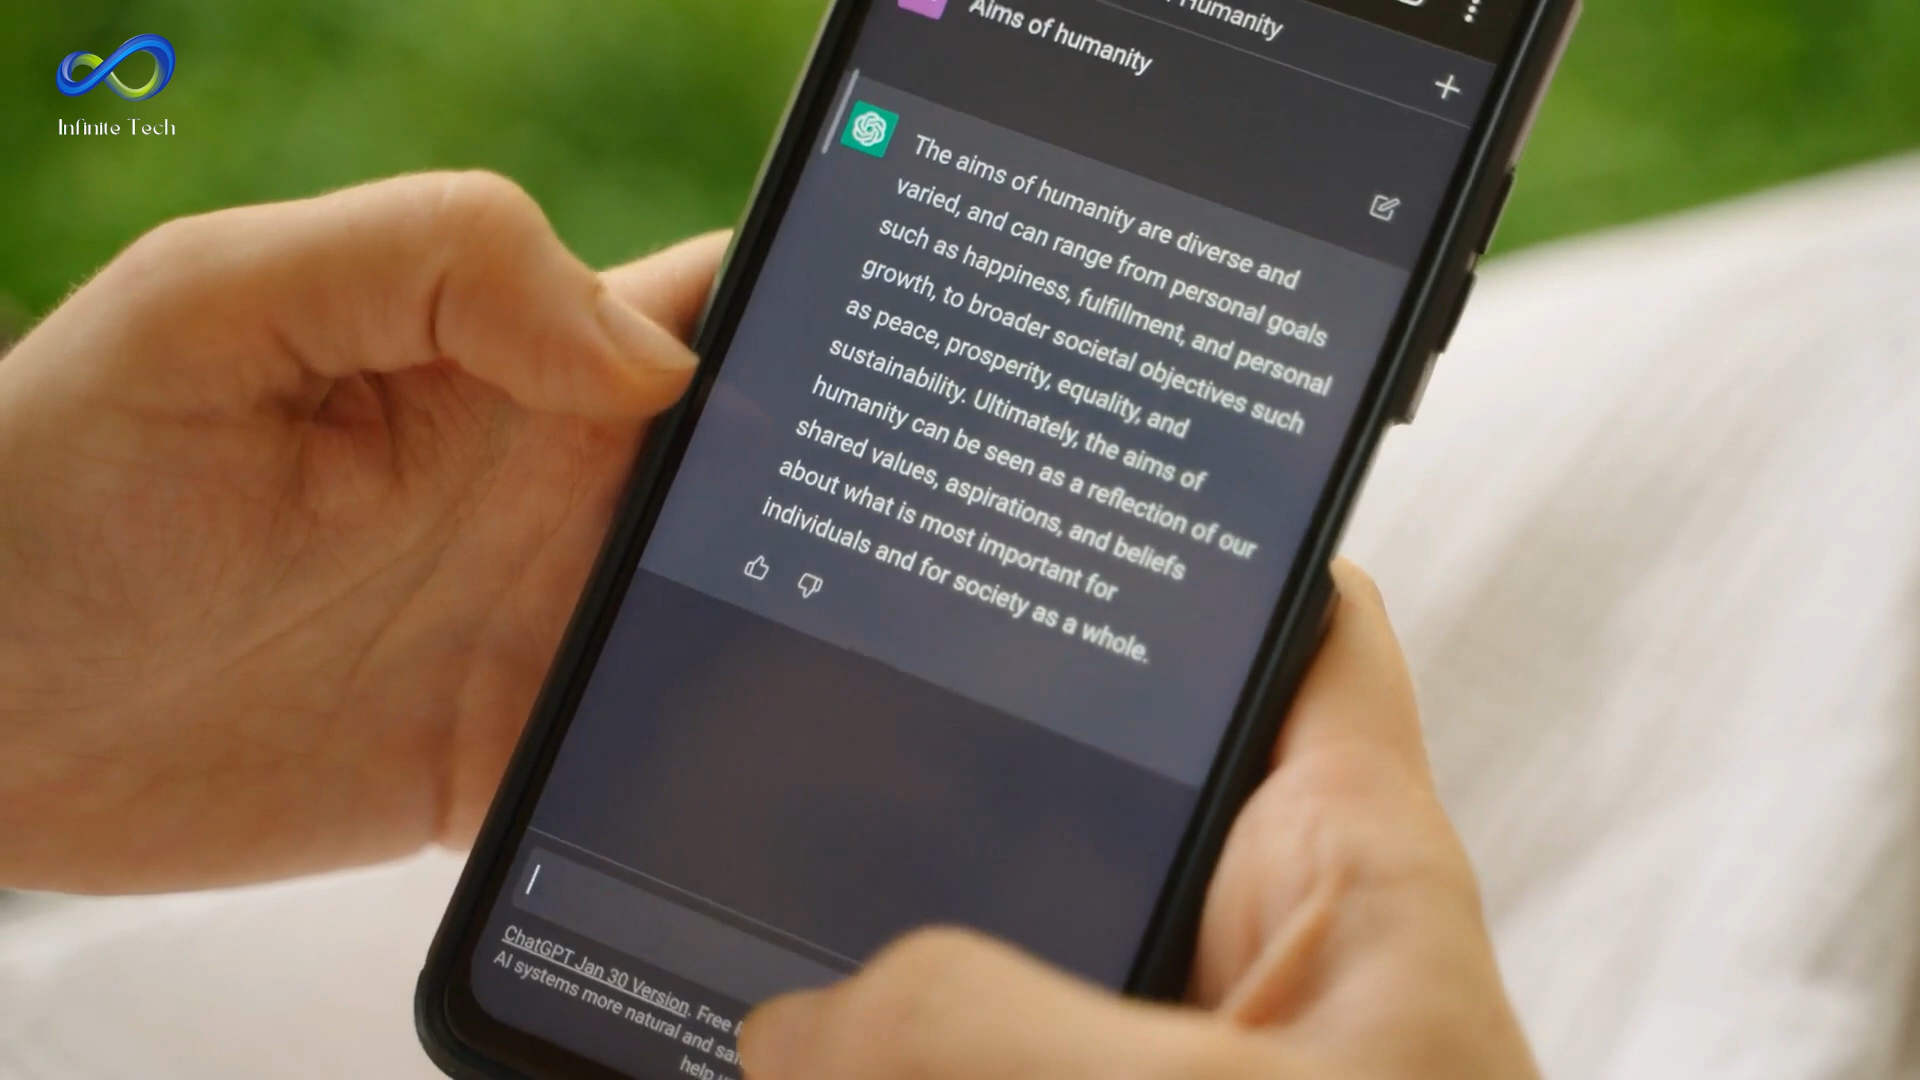 Infinite Tech
Humanity
Aims of humanity
The aims of humanity are diverse and
varied, and can range from personal goals
such as happiness, fulfillment, and personal
growth, to broader societal objectives such
as peace, prosperity, equality, and
sustainability. Ultimately, the aims of
humanity can be seen as a reflection of our
shared values, aspirations, and beliefs
about what is most important for
individuals and for society as a whole.
ChatGPT Jan 30 Version. Free
AI systems more natural and
help